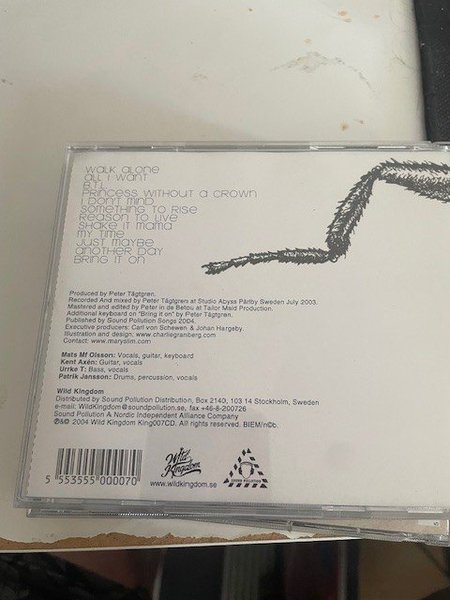 WALK ALONE
ALL I WANT
B.T.I.
PRINCESS WITHOUT A CROWN
I DON'T MIND
SOMETHING TO RISE
REASON TO LIVE
SHAKE IT MAMA
MY TIME
JUST MAYBE
ANOTHER DAY
BRING IT ON
Produced by Peter Tägtgren.
Recorded And mixed by Peter Tägtgren at Studio Abyss Pärlby Sweden July 2003.
Mastered and edited by Peter in de Betou at Tailor Maid Production.
Additional keyboard on "Bring it on" by Peter Tägtgren.
Published by Sound Pollution Songs 2004.
Executive producers: Carl von Schewen & Johan Hargeby.
Illustration and design: www.charliegranberg.com
Contact: www.maryslim.com
Mats Mf Olsson: Vocals, guitar, keyboard
Kent Axén: Guitar, vocals
Urrke T: Bass, vocals
Patrik Jansson: Drums, percussion, vocals
Wild Kingdom
Distributed by Sound Pollution Distribution, Box 2140, 103 14 Stockholm, Sweden
e-mail: WildKingdom@soundpollution.se, fax +46-8-200726
Sound Pollution A Nordic Independent Alliance Company
℗&© 2004 Wild Kingdom King007CD. All rights reserved. BIEM/n©b.
5 553555 000070
Wild Kingdom
www.wildkingdom.se
SOUND POLLUTION